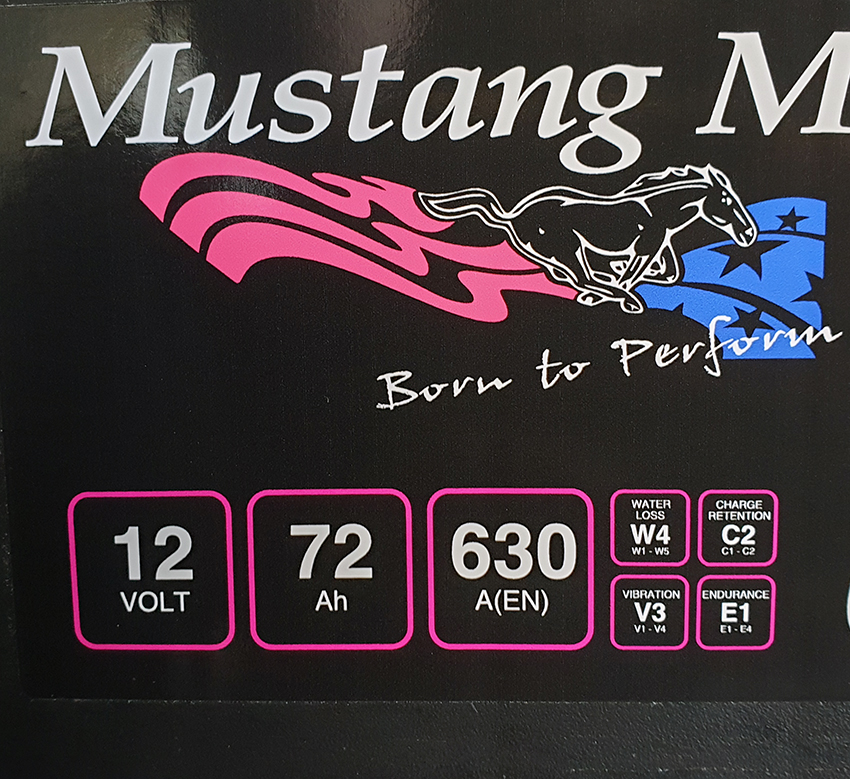 Mustang M
Born to Perform
12
VOLT
72
Ah
630
A(EN)
WATER
LOSS
W4
W1 - W5
CHARGE
RETENTION
C2
C1 - C2
VIBRATION
V3
V1 - V4
ENDURANCE
E1
E1 - E4